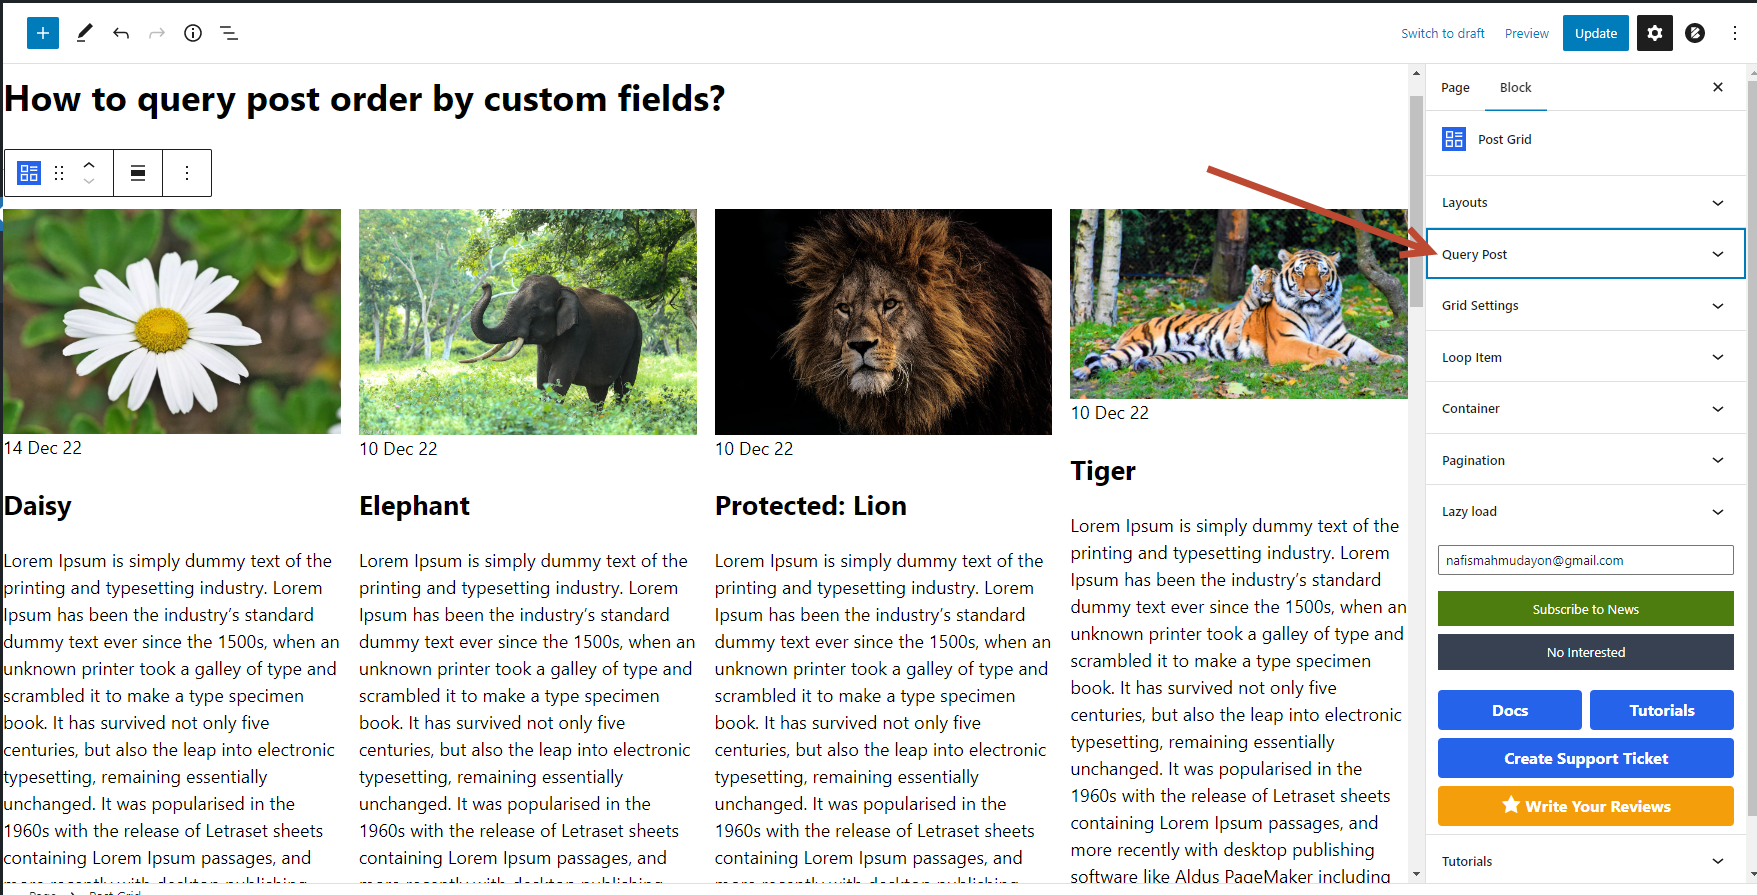 Switch to draft
Preview
Update
How to query post order by custom fields?
14 Dec 22
Daisy
Lorem Ipsum is simply dummy text of the
printing and typesetting industry. Lorem
Ipsum has been the industry’s standard
dummy text ever since the 1500s, when an
unknown printer took a galley of type and
scrambled it to make a type specimen
book. It has survived not only five
centuries, but also the leap into electronic
typesetting, remaining essentially
unchanged. It was popularised in the
1960s with the release of Letraset sheets
containing Lorem Ipsum passages, and
more recently with desktop publishing
10 Dec 22
Elephant
Lorem Ipsum is simply dummy text of the
printing and typesetting industry. Lorem
Ipsum has been the industry’s standard
dummy text ever since the 1500s, when an
unknown printer took a galley of type and
scrambled it to make a type specimen
book. It has survived not only five
centuries, but also the leap into electronic
typesetting, remaining essentially
unchanged. It was popularised in the
1960s with the release of Letraset sheets
containing Lorem Ipsum passages, and
more recently with desktop publishing
10 Dec 22
Protected: Lion
Lorem Ipsum is simply dummy text of the
printing and typesetting industry. Lorem
Ipsum has been the industry’s standard
dummy text ever since the 1500s, when an
unknown printer took a galley of type and
scrambled it to make a type specimen
book. It has survived not only five
centuries, but also the leap into electronic
typesetting, remaining essentially
unchanged. It was popularised in the
1960s with the release of Letraset sheets
containing Lorem Ipsum passages, and
more recently with desktop publishing
10 Dec 22
Tiger
Lorem Ipsum is simply dummy text of the
printing and typesetting industry. Lorem
Ipsum has been the industry’s standard
dummy text ever since the 1500s, when an
unknown printer took a galley of type and
scrambled it to make a type specimen
book. It has survived not only five
centuries, but also the leap into electronic
typesetting, remaining essentially
unchanged. It was popularised in the
1960s with the release of Letraset sheets
containing Lorem Ipsum passages, and
more recently with desktop publishing
software like Aldus PageMaker including
Page
Block
Post Grid
Layouts
Query Post
Grid Settings
Loop Item
Container
Pagination
Lazy load
nafismahmudayon@gmail.com
Subscribe to News
No Interested
Docs
Tutorials
Create Support Ticket
Write Your Reviews
Tutorials
Page
Post Grid